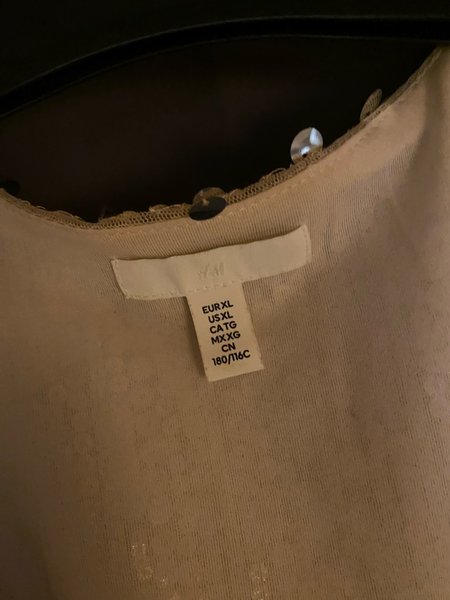 H&M
EUR XL
US XL
CA TG
MX XG
CN
180/116C